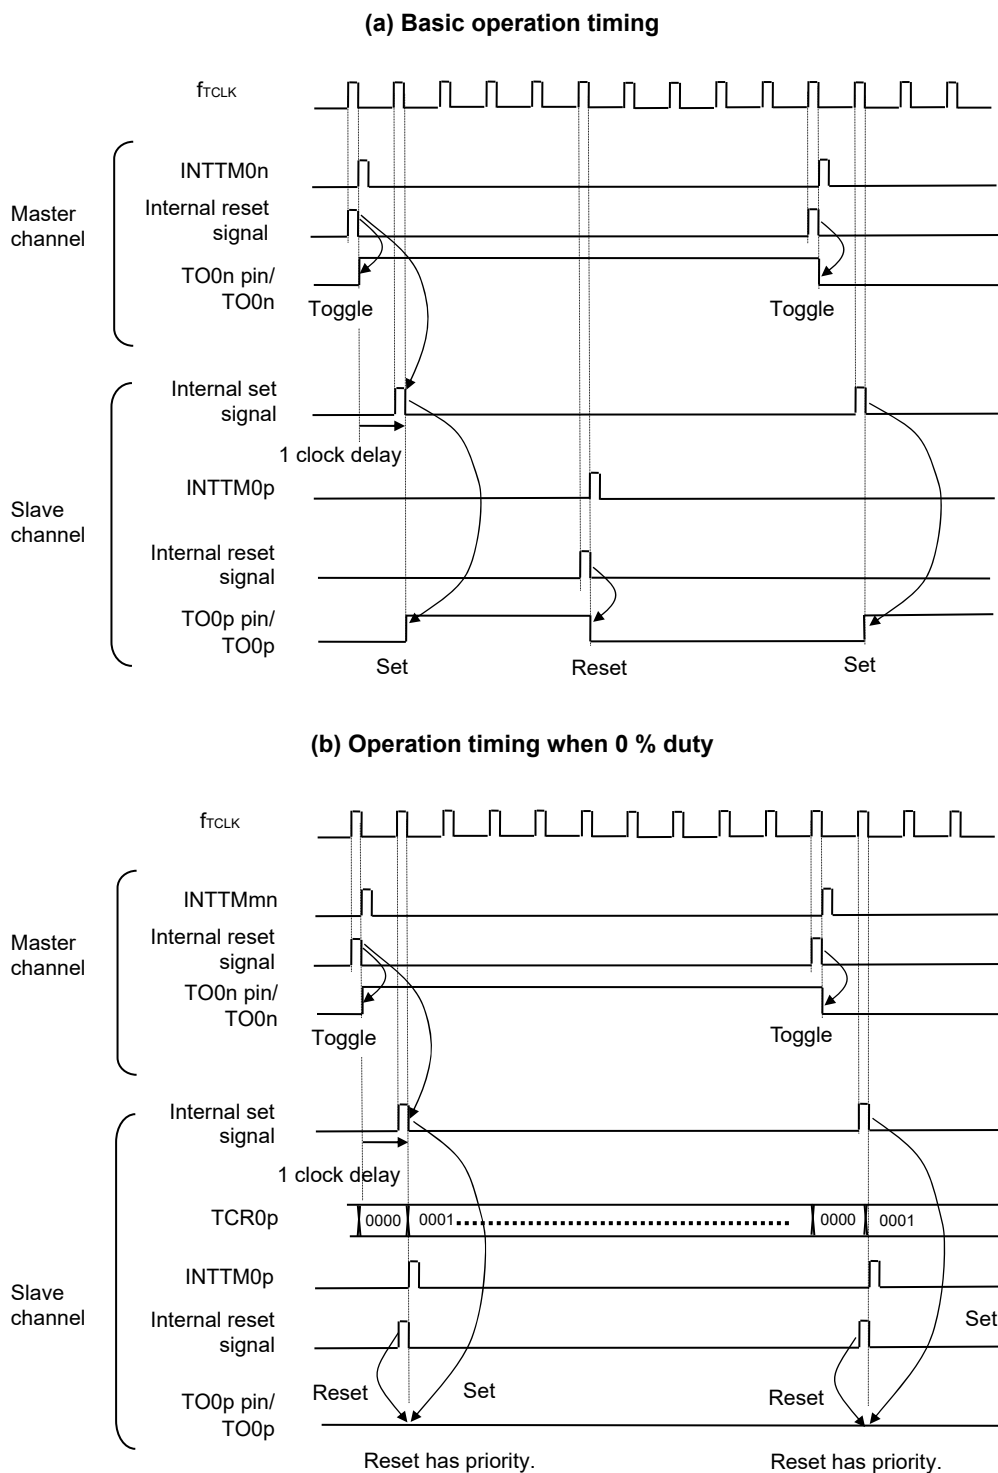 (a) Basic operation timing
fTCLK
INTTM0n
Master
channel
Internal reset
signal
TO0n pin/
TO0n
Toggle
Toggle
Internal set
signal
1 clock delay
INTTM0p
Slave
channel
Internal reset
signal
TO0p pin/
TO0p
Set
Reset
Set
(b) Operation timing when 0 % duty
fTCLK
INTTMmn
Master
channel
Internal reset
signal
TO0n pin/
TO0n
Toggle
Toggle
Internal set
signal
1 clock delay
TCR0p
0000
0001
0000
0001
INTTM0p
Slave
channel
Internal reset
signal
Set
Reset
Set
Reset
TO0p pin/
TO0p
Reset has priority.
Reset has priority.